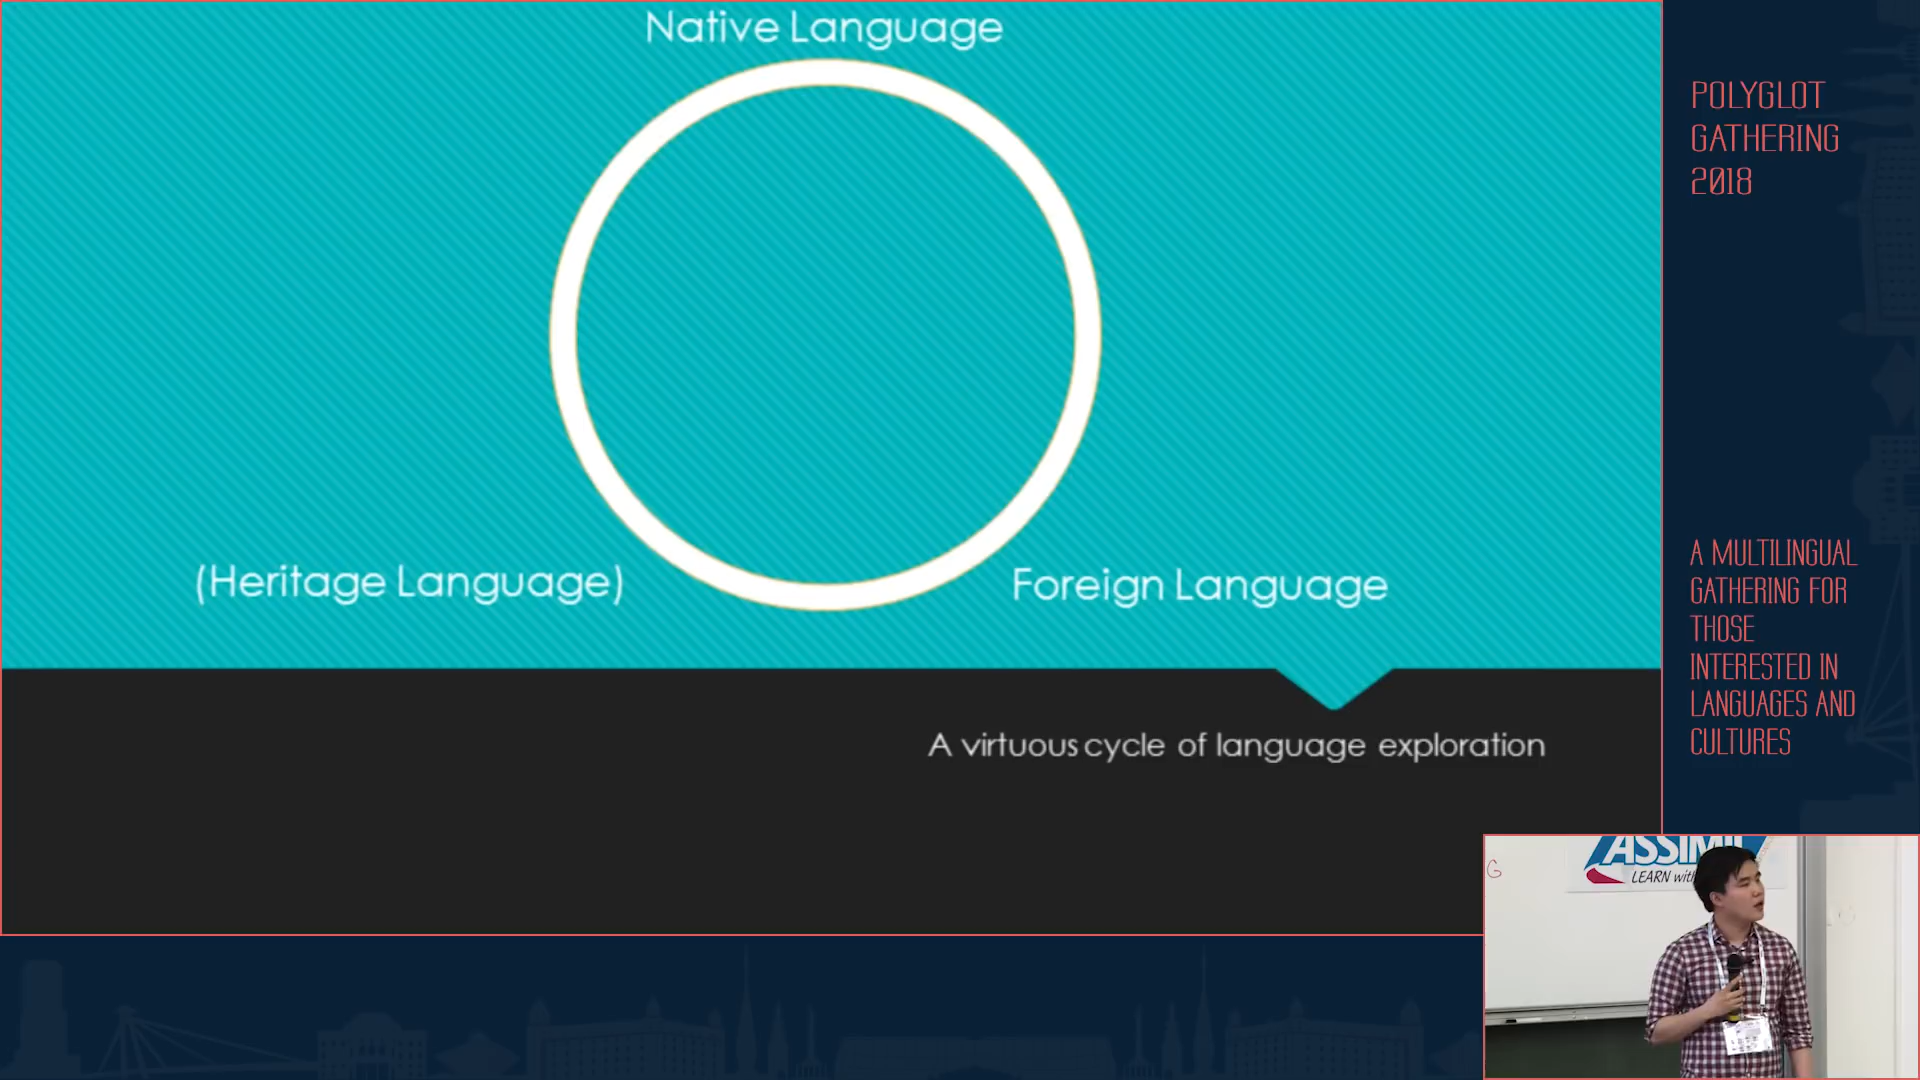 Native Language
(Heritage Language)
Foreign Language
A virtuous cycle of language exploration
POLYGLOT
GATHERING
2018
A MULTILINGUAL
GATHERING FOR
THOSE
INTERESTED IN
LANGUAGES AND
CULTURES
G
LEARN